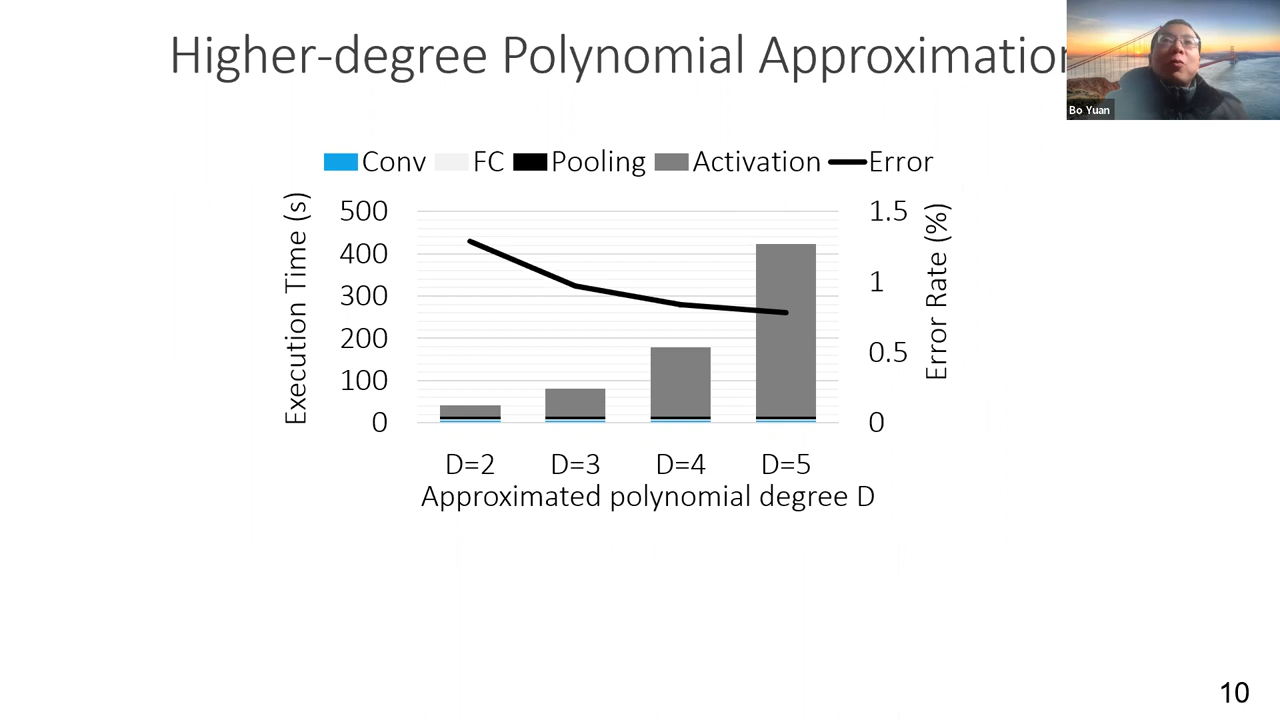 Higher-degree Polynomial Approximation
Bo Yuan
Conv FC Pooling Activation Error
Execution Time (s)
500
400
300
200
100
0
1.5
1
0.5
0
Error Rate (%)
D=2 D=3 D=4 D=5
Approximated polynomial degree D
10